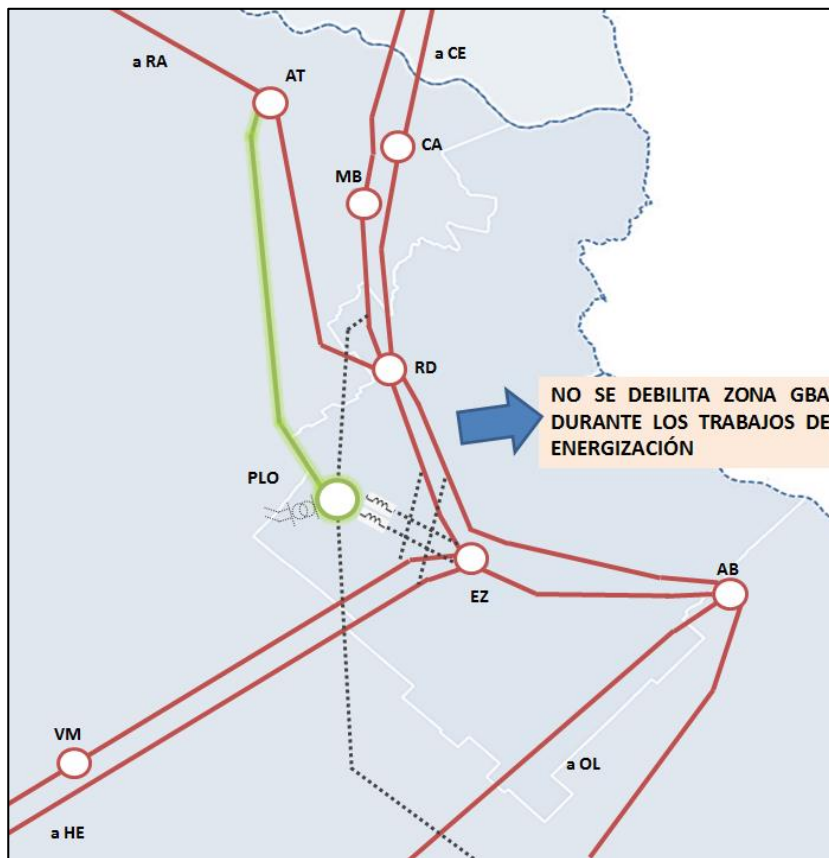 a RA
AT
a CE
CA
MB
RD
NO SE DEBILITA ZONA GBA
DURANTE LOS TRABAJOS DE
ENERGIZACIÓN
PLO
EZ
AB
VM
a OL
a HE